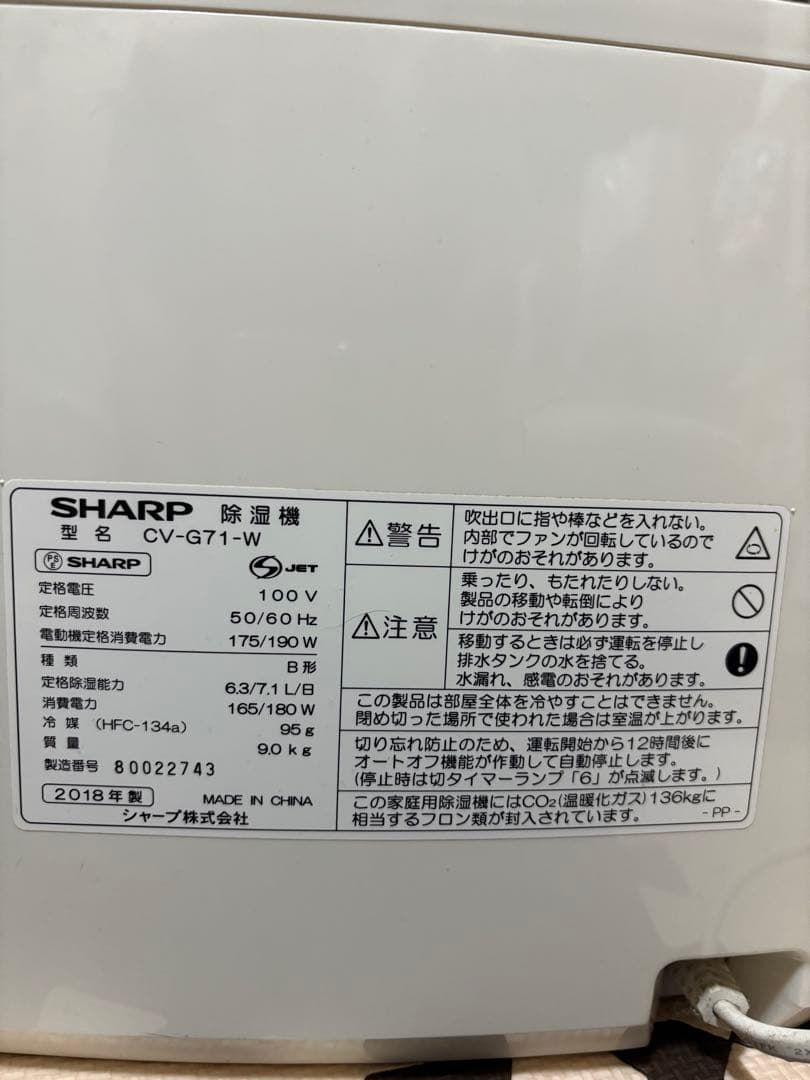 SHARP 除湿機
型名 CV-G71-W
PSE SHARP
S JET
定格電圧 100V
定格周波数 50/60Hz
電動機定格消費電力 175/190W
種類 B形
定格除湿能力 6.3/7.1L/日
消費電力 165/180W
冷媒 (HFC-134a) 95g
質量 9.0kg
製造番号 80022743
2018年製 MADE IN CHINA
シャープ株式会社
警告
吹出口に指や棒などを入れない。
内部でファンが回転しているので
けがのおそれがあります。
注意
乗ったり、もたれたりしない。
製品の移動や転倒により
けがのおそれがあります。
移動するときは必ず運転を停止し
排水タンクの水を捨てる。
水漏れ、感電のおそれがあります。
この製品は部屋全体を冷やすことはできません。
閉め切った場所で使われた場合は室温が上がります。
切り忘れ防止のため、運転開始から12時間後に
オートオフ機能が作動して自動停止します。
(停止時は切タイマーランプ「6」が点滅します。)
この家庭用除湿機にはCO₂(温暖化ガス)136kgに
相当するフロン類が封入されています。
-PP-